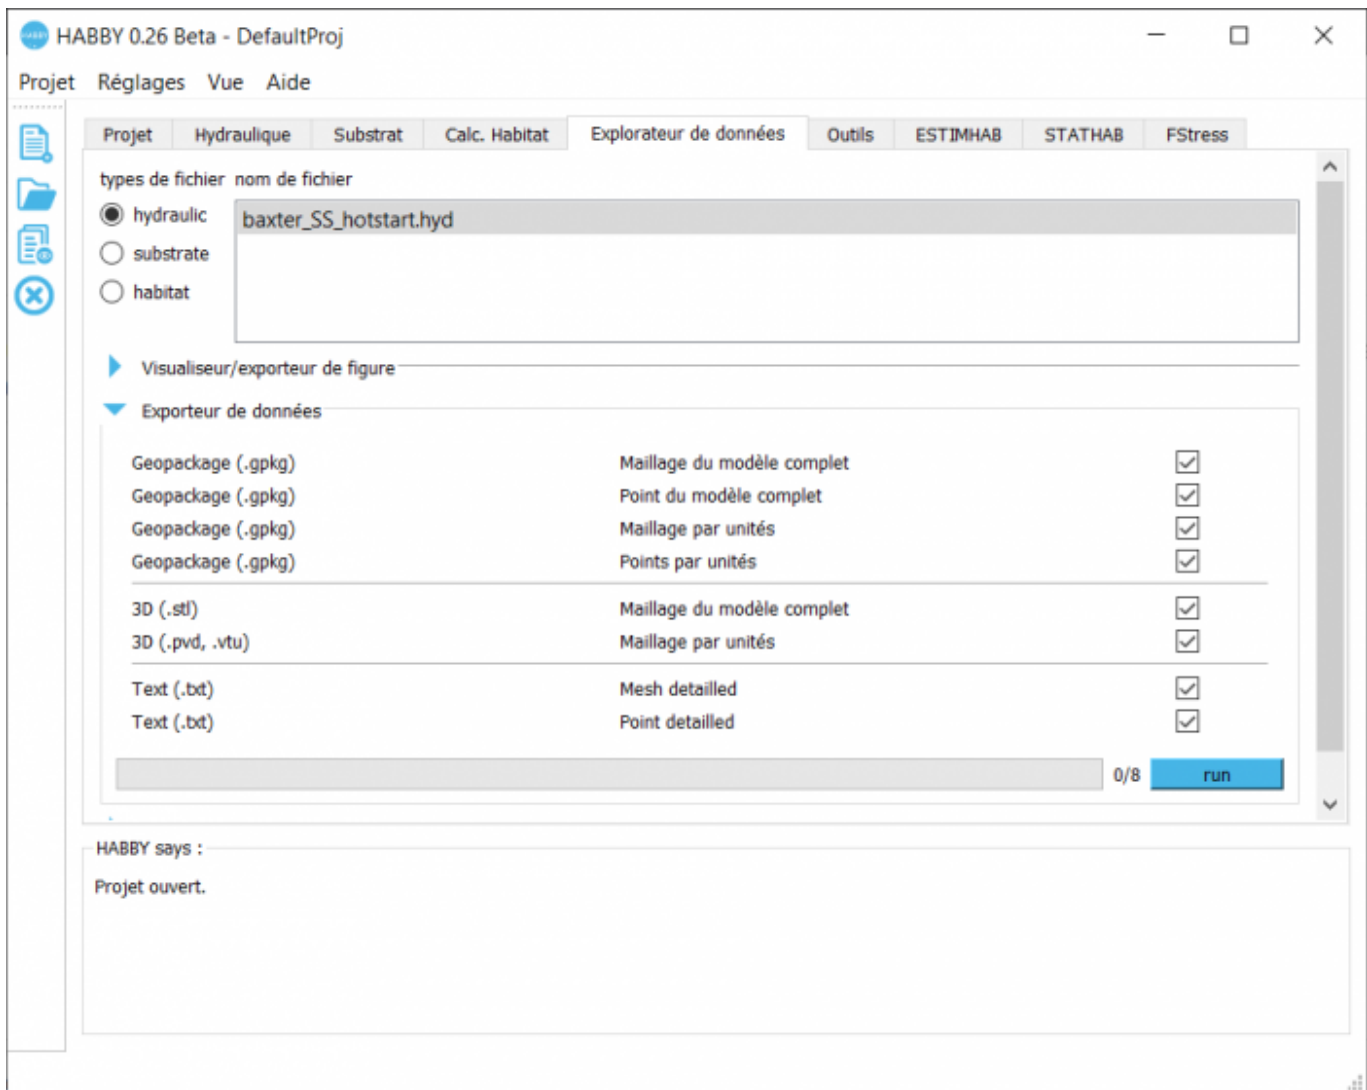 HABBY 0.26 Beta - DefaultProj
Projet Réglages Vue Aide
Projet Hydraulique Substrat Calc. Habitat Explorateur de données Outils ESTIMHAB STATHAB FStress
types de fichier nom de fichier
hydraulic baxter_SS_hotstart.hyd
substrate
habitat
Visualiseur/exporteur de figure
Exporteur de données
Geopackage (.gpkg) Maillage du modèle complet
Geopackage (.gpkg) Point du modèle complet
Geopackage (.gpkg) Maillage par unités
Geopackage (.gpkg) Points par unités
3D (.stl) Maillage du modèle complet
3D (.pvd, .vtu) Maillage par unités
Text (.txt) Mesh detailled
Text (.txt) Point detailled
0/8 run
HABBY says :
Projet ouvert.